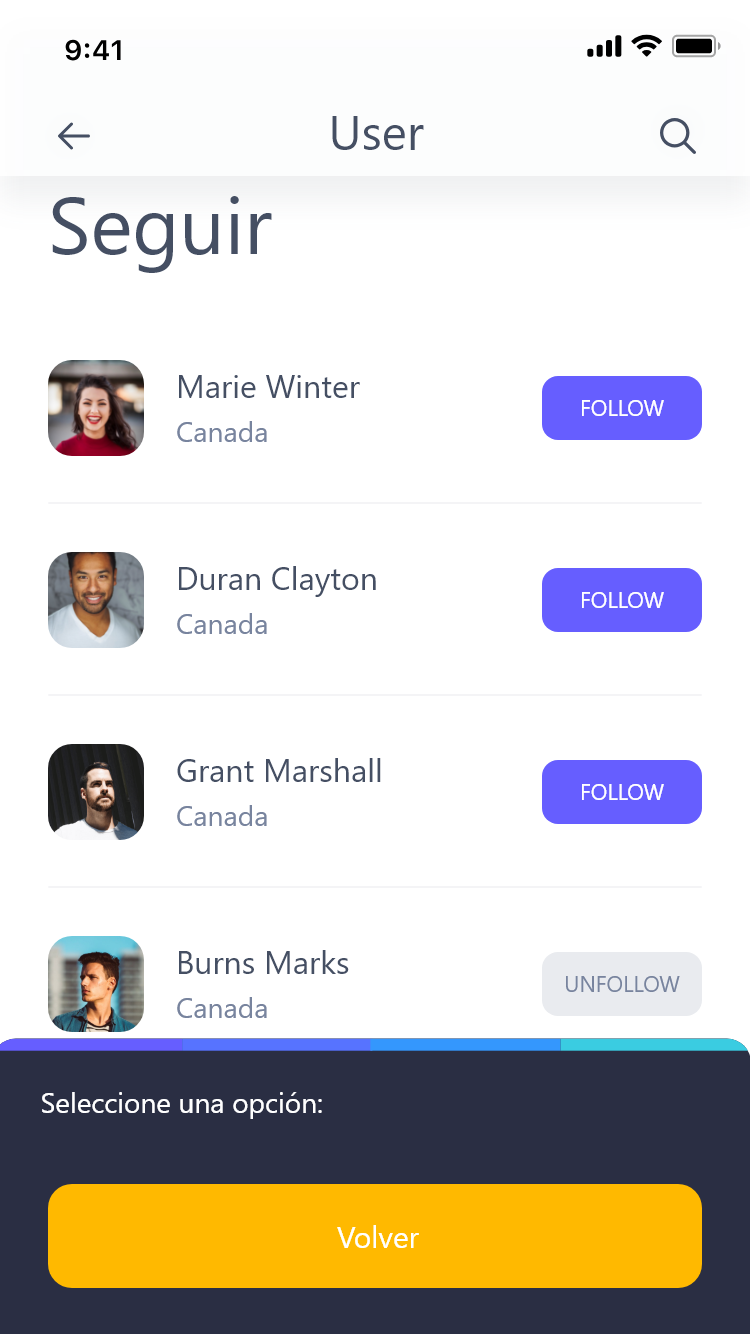 9:41
User
Seguir
Marie Winter
Canada
FOLLOW
Duran Clayton
Canada
FOLLOW
Grant Marshall
Canada
FOLLOW
Burns Marks
Canada
UNFOLLOW
Seleccione una opción:
Volver